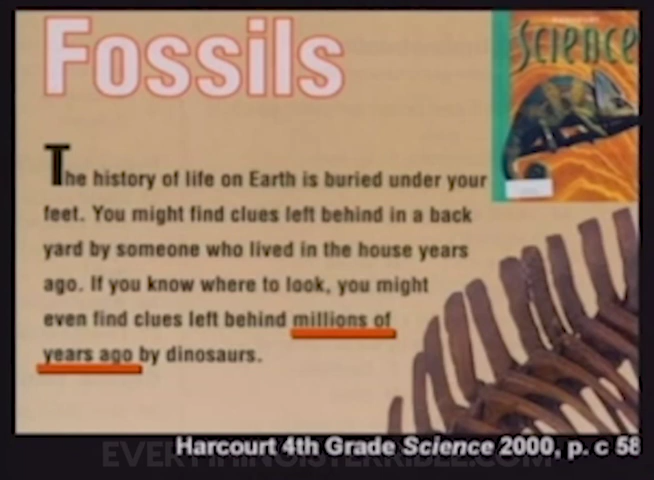 Fossils
Science
The history of life on Earth is buried under your
feet. You might find clues left behind in a back
yard by someone who lived in the house years
ago. If you know where to look, you might
even find clues left behind millions of
years ago by dinosaurs.
Harcourt 4th Grade Science 2000, p. c 58
EVERYTHINGISTERRIBLE.COM